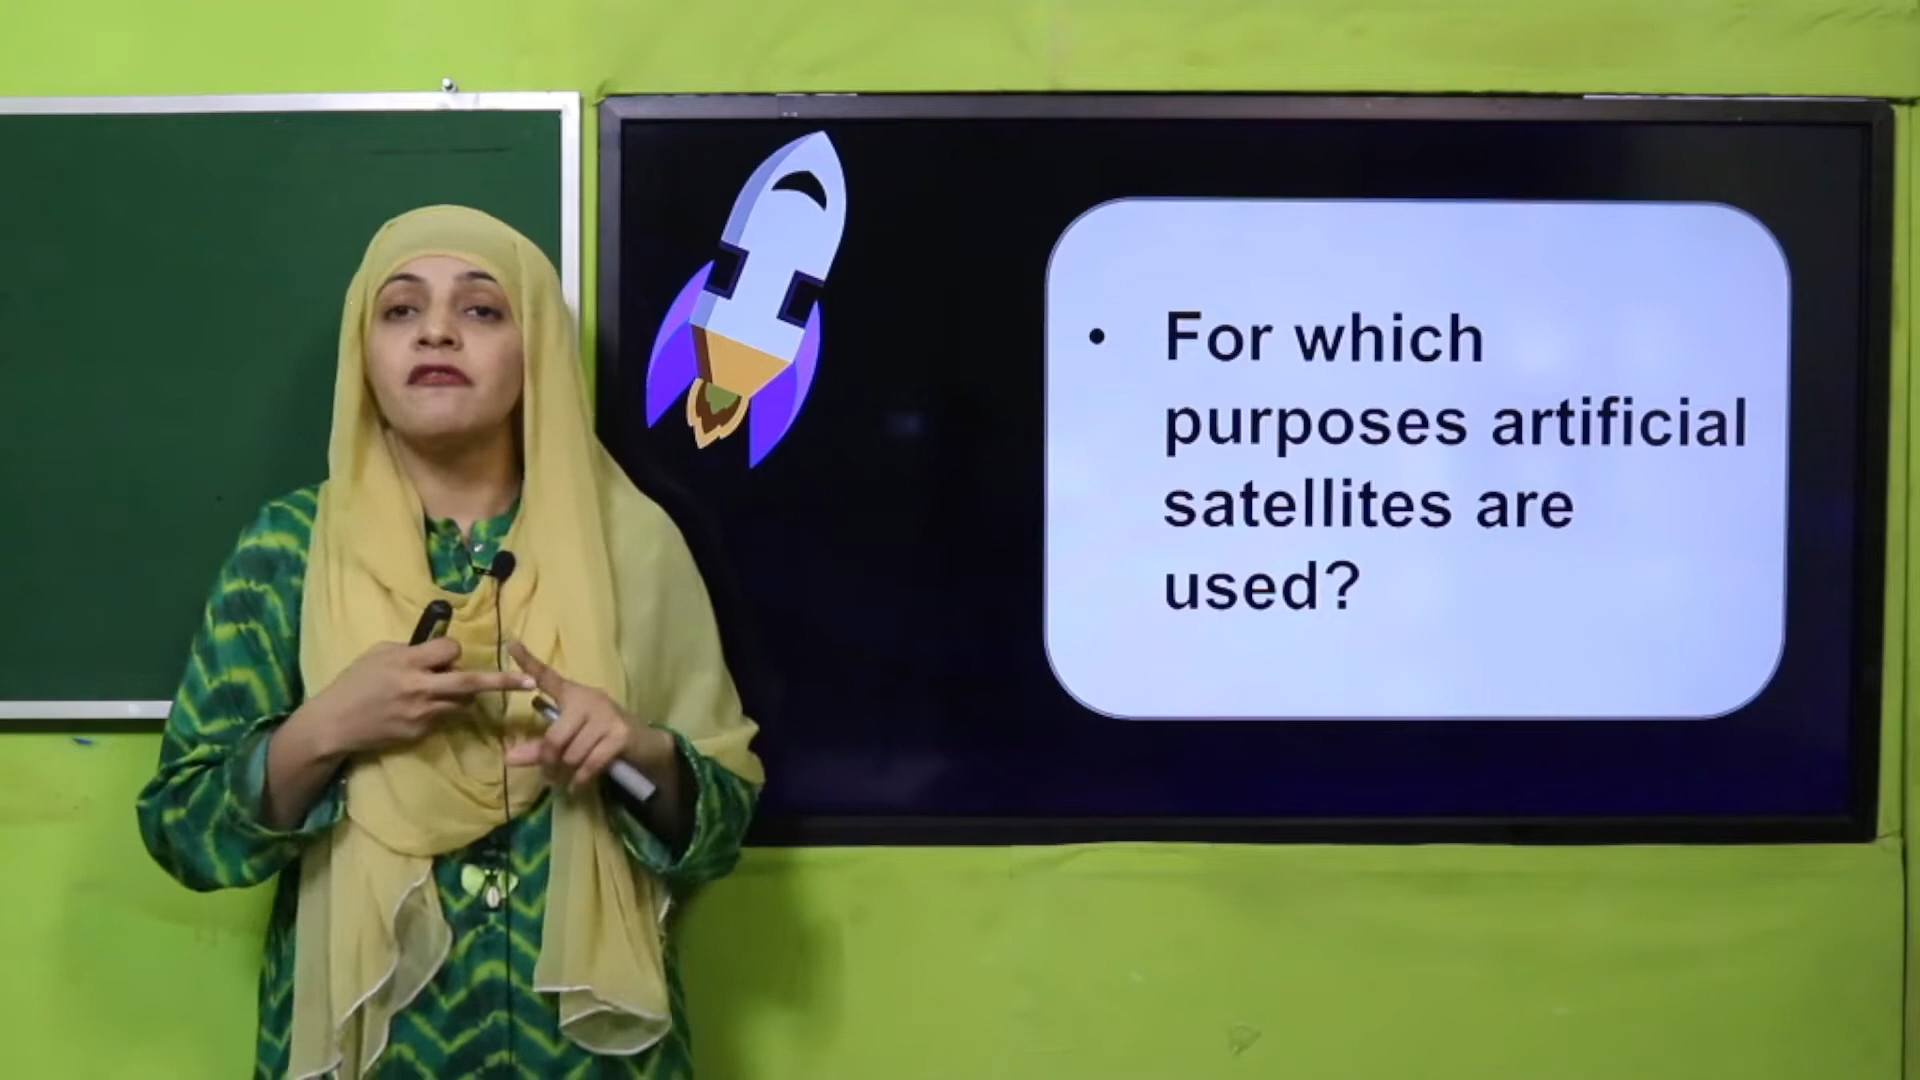 • For which
purposes artificial
satellites are
used?